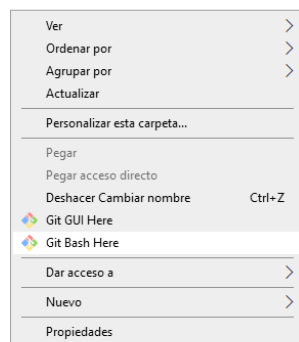 Ver
Ordenar por
Agrupar por
Actualizar
Personalizar esta carpeta...
Pegar
Pegar acceso directo
Deshacer Cambiar nombre Ctrl+Z
Git GUI Here
Git Bash Here
Dar acceso a
Nuevo
Propiedades